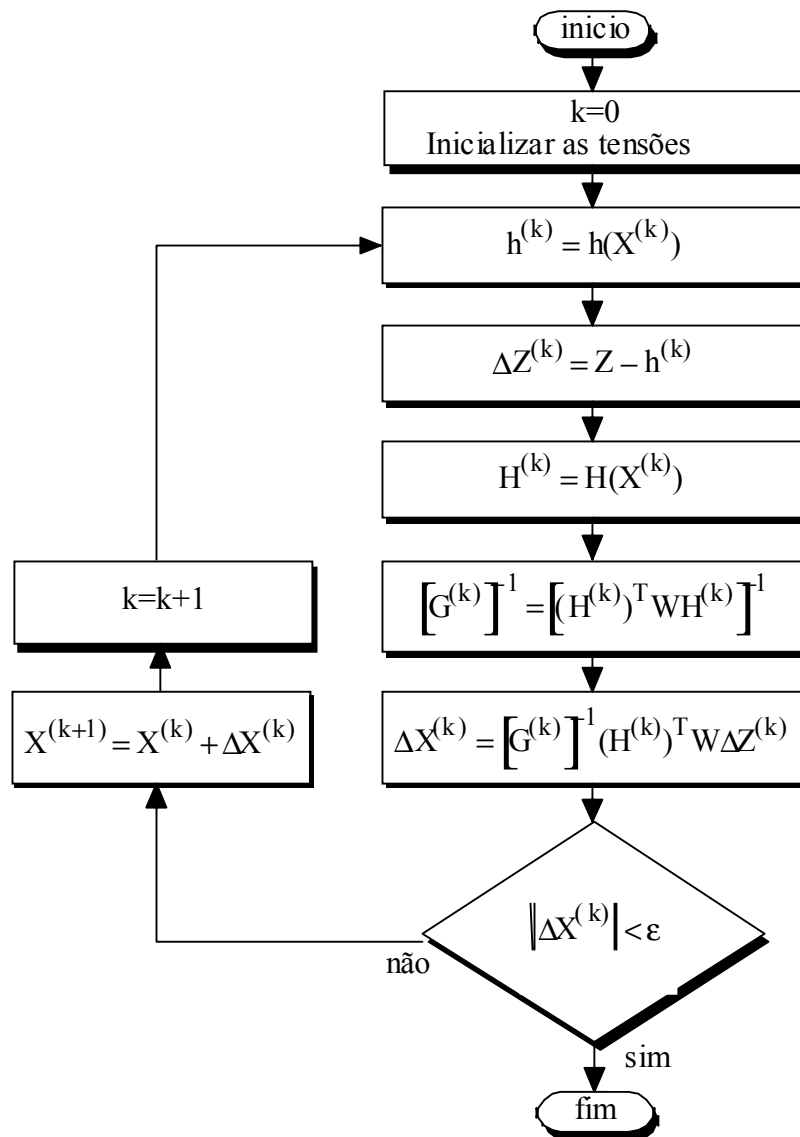 inicio
k=0
Inicializar as tensões
h^(k) = h(X^(k))
ΔZ^(k) = Z − h^(k)
H^(k) = H(X^(k))
[G^(k)]^-1 = [(H^(k))^T WH^(k)]^-1
ΔX^(k) = [G^(k)]^-1 (H^(k))^T WΔZ^(k)
|ΔX^(k)| < ε
não
sim
fim
X^(k+1) = X^(k) + ΔX^(k)
k=k+1